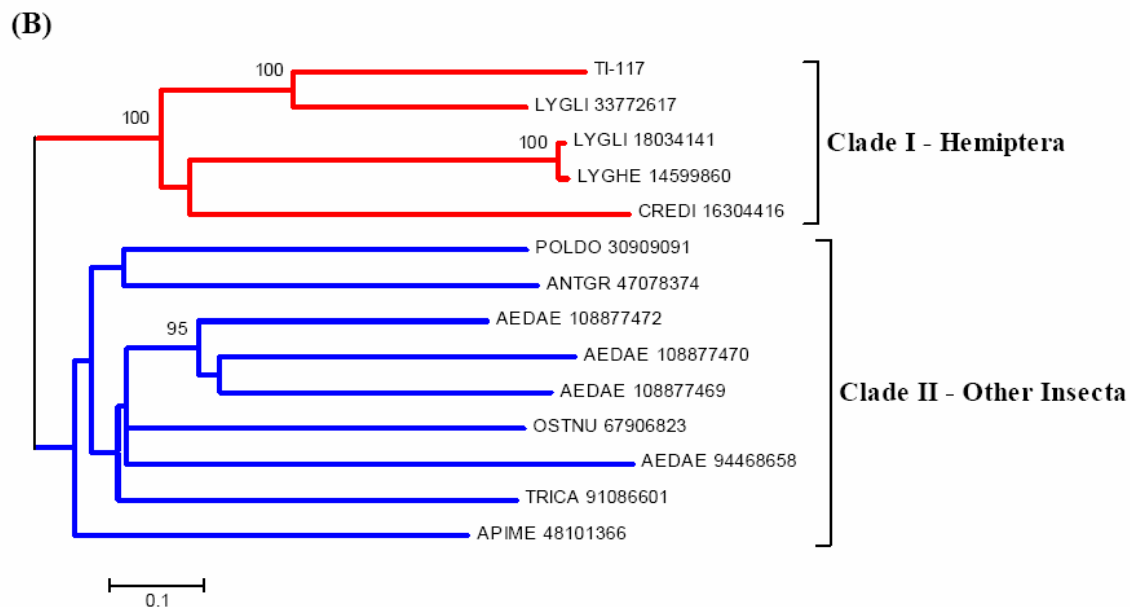 (B)
100
TI-117
LYGLI 33772617
100
100
LYGLI 18034141
LYGHE 14599860
CREDI 16304416
Clade I - Hemiptera
POLDO 30909091
ANTGR 47078374
95
AEDAE 108877472
AEDAE 108877470
AEDAE 108877469
OSTNU 67906823
AEDAE 94468658
TRICA 91086601
APIME 48101366
Clade II - Other Insecta
0.1